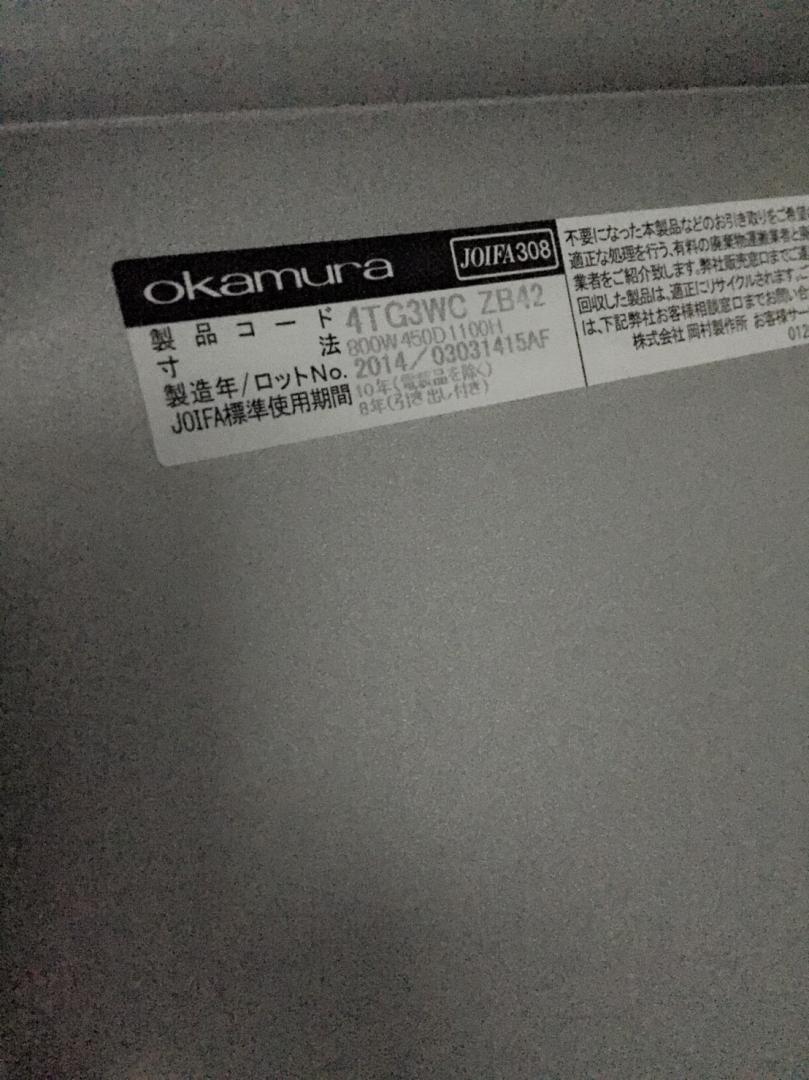 okamura
JOIFA308
製品コード 4TG3WC ZB42
寸法 800W450D1100H
製造年/ロットNo. 2014/03031415AF
JOIFA標準使用期間 10年(電装品を除く)
8年(引き出し付き)
不要になった本製品などのお引き取りをご希望
適正な処理を行う、有料の廃棄物運搬業者と
業者をご紹介致します。弊社販売窓口までご連
回収した製品は、適正にリサイクルされます。
は、下記弊社お客様相談窓口までお問い合
株式会社 岡村製作所 お客様サー
012